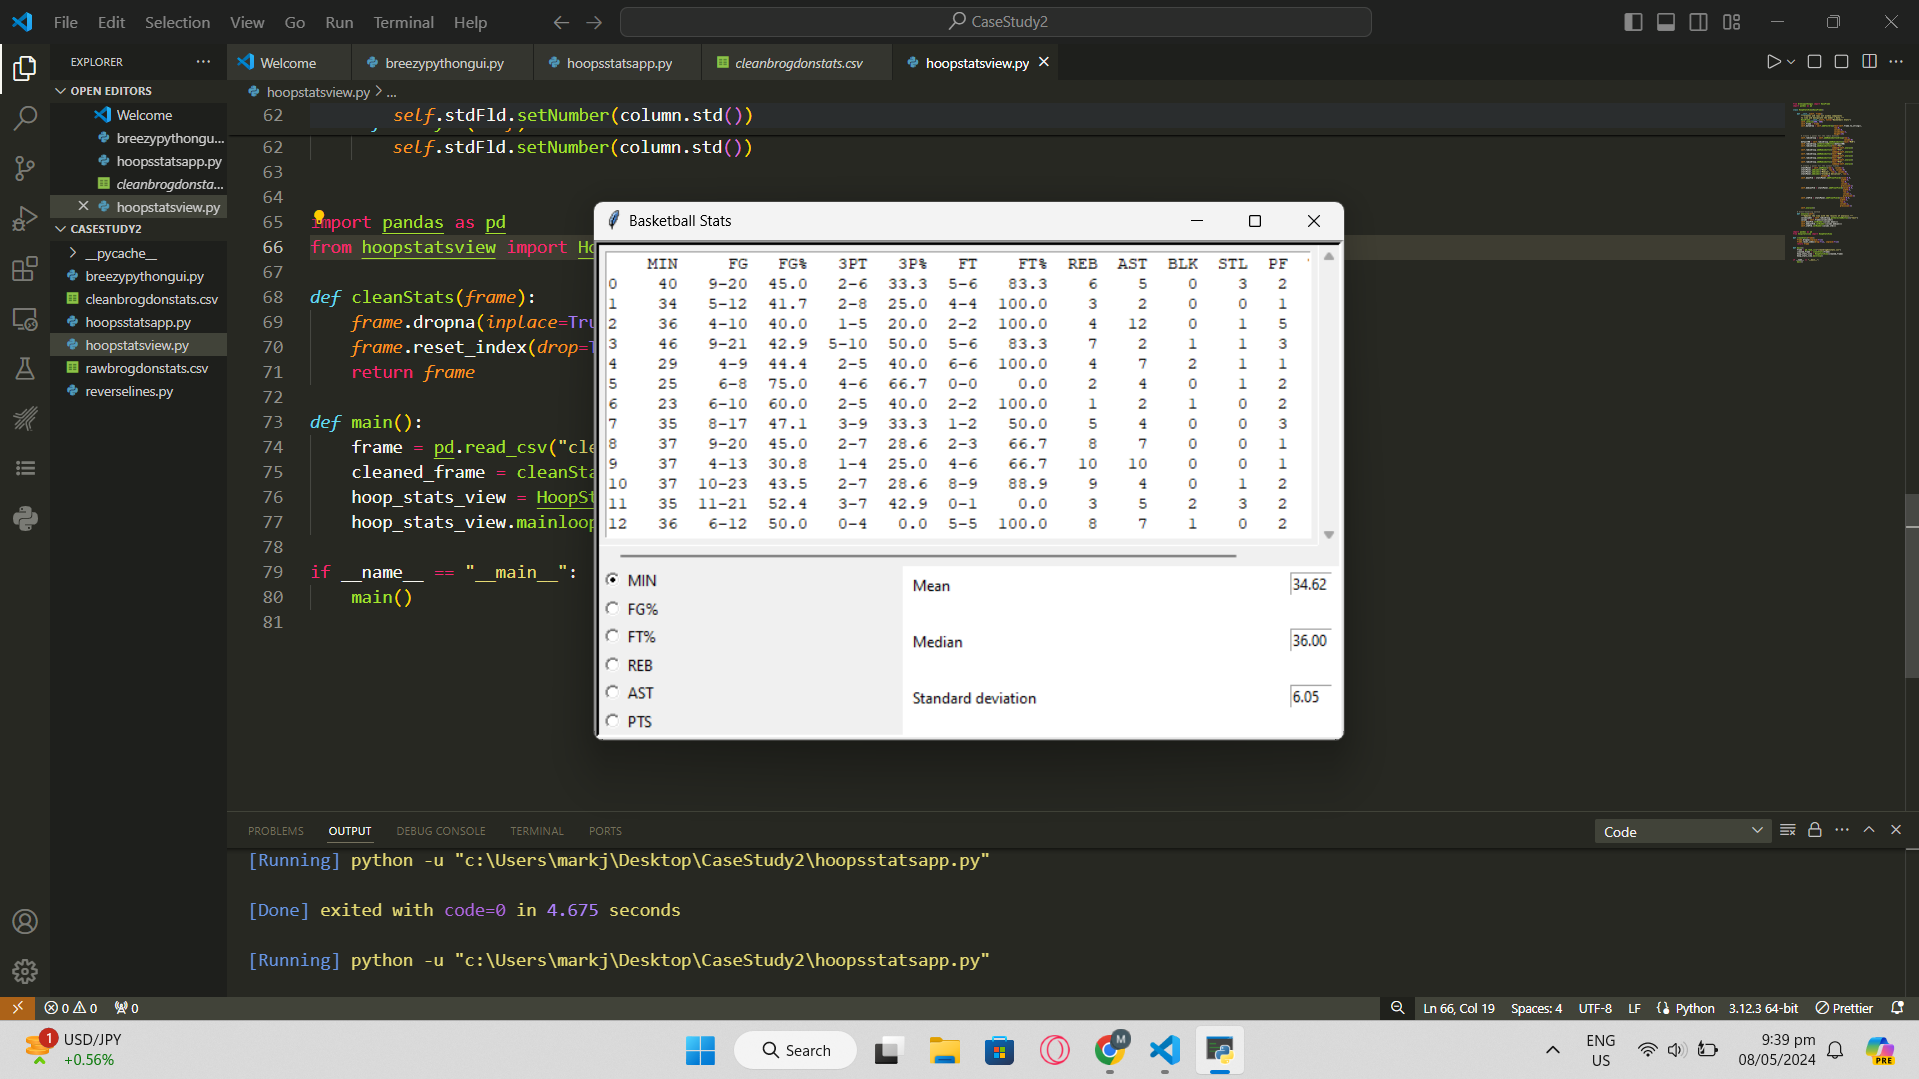 File Edit Selection View Go Run Terminal Help
CaseStudy2
EXPLORER
Welcome
breezypythongui.py
hoopsstatsapp.py
cleanbrogdonstats.csv
hoopstatsview.py
OPEN EDITORS
Welcome
breezypythongu...
hoopsstatsapp.py
cleanbrogdonsta...
hoopstatsview.py
CASESTUDY2
__pycache__
breezypythongui.py
cleanbrogdonstats.csv
hoopsstatsapp.py
hoopstatsview.py
rawbrogdonstats.csv
reverselines.py
hoopstatsview.py > ...
62 self.stdFld.setNumber(column.std())
62 self.stdFld.setNumber(column.std())
63
64
65 import pandas as pd
66 from hoopstatsview import Ho
67
68 def cleanStats(frame):
69 frame.dropna(inplace=Tru
70 frame.reset_index(drop=T
71 return frame
72
73 def main():
74 frame = pd.read_csv("cle
75 cleaned_frame = cleanSta
76 hoop_stats_view = HoopSt
77 hoop_stats_view.mainloop
78
79 if __name__ == "__main__":
80 main()
81
Basketball Stats
MIN FG FG% 3PT 3P% FT FT% REB AST BLK STL PF
0 40 9-20 45.0 2-6 33.3 5-6 83.3 6 5 0 3 2
1 34 5-12 41.7 2-8 25.0 4-4 100.0 3 2 0 0 1
2 36 4-10 40.0 1-5 20.0 2-2 100.0 4 12 0 1 5
3 46 9-21 42.9 5-10 50.0 5-6 83.3 7 2 1 1 3
4 29 4-9 44.4 2-5 40.0 6-6 100.0 4 7 2 1 1
5 25 6-8 75.0 4-6 66.7 0-0 0.0 2 4 0 1 2
6 23 6-10 60.0 2-5 40.0 2-2 100.0 1 2 1 0 2
7 35 8-17 47.1 3-9 33.3 1-2 50.0 5 4 0 0 3
8 37 9-20 45.0 2-7 28.6 2-3 66.7 8 7 0 0 1
9 37 4-13 30.8 1-4 25.0 4-6 66.7 10 10 0 0 1
10 37 10-23 43.5 2-7 28.6 8-9 88.9 9 4 0 1 2
11 35 11-21 52.4 3-7 42.9 0-1 0.0 3 5 2 3 2
12 36 6-12 50.0 0-4 0.0 5-5 100.0 8 7 1 0 2
MIN
FG%
FT%
REB
AST
PTS
Mean 34.62
Median 36.00
Standard deviation 6.05
PROBLEMS OUTPUT DEBUG CONSOLE TERMINAL PORTS
Code
[Running] python -u "c:\Users\markj\Desktop\CaseStudy2\hoopsstatsapp.py"
[Done] exited with code=0 in 4.675 seconds
[Running] python -u "c:\Users\markj\Desktop\CaseStudy2\hoopsstatsapp.py"
0 0 0
Ln 66, Col 19 Spaces: 4 UTF-8 LF Python 3.12.3 64-bit Prettier
1
USD/JPY
+0.56%
Search
M
ENG
US
9:39 pm
08/05/2024
PRE